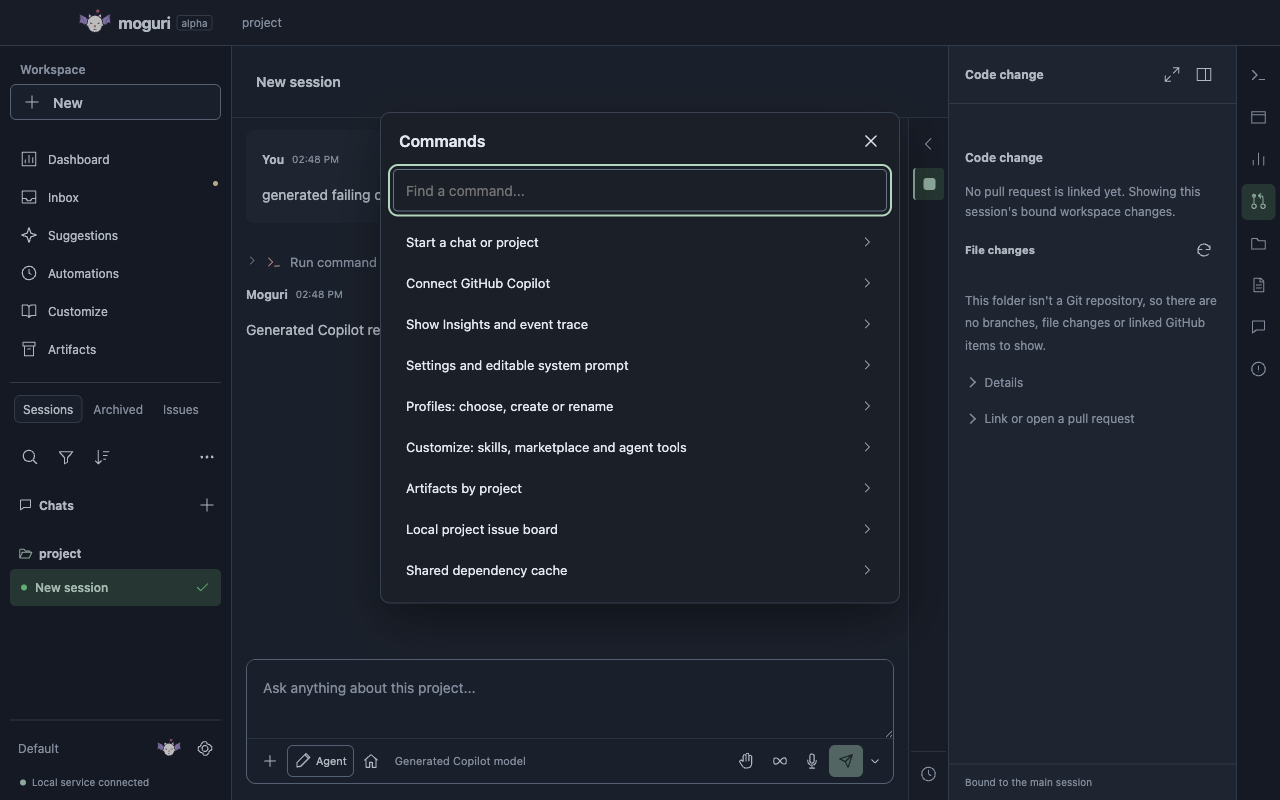 moguri alpha project
Workspace
New
Dashboard
Inbox
Suggestions
Automations
Customize
Artifacts
Sessions Archived Issues
Chats
project
New session
Default
Local service connected
New session
You 02:48 PM
generated failing
Run command
Moguri 02:48 PM
Generated Copilot
Commands
Find a command...
Start a chat or project
Connect GitHub Copilot
Show Insights and event trace
Settings and editable system prompt
Profiles: choose, create or rename
Customize: skills, marketplace and agent tools
Artifacts by project
Local project issue board
Shared dependency cache
Ask anything about this project...
Agent Generated Copilot model
Code change
Code change
No pull request is linked yet. Showing this
session's bound workspace changes.
File changes
This folder isn't a Git repository, so there are
no branches, file changes or linked GitHub
items to show.
Details
Link or open a pull request
Bound to the main session